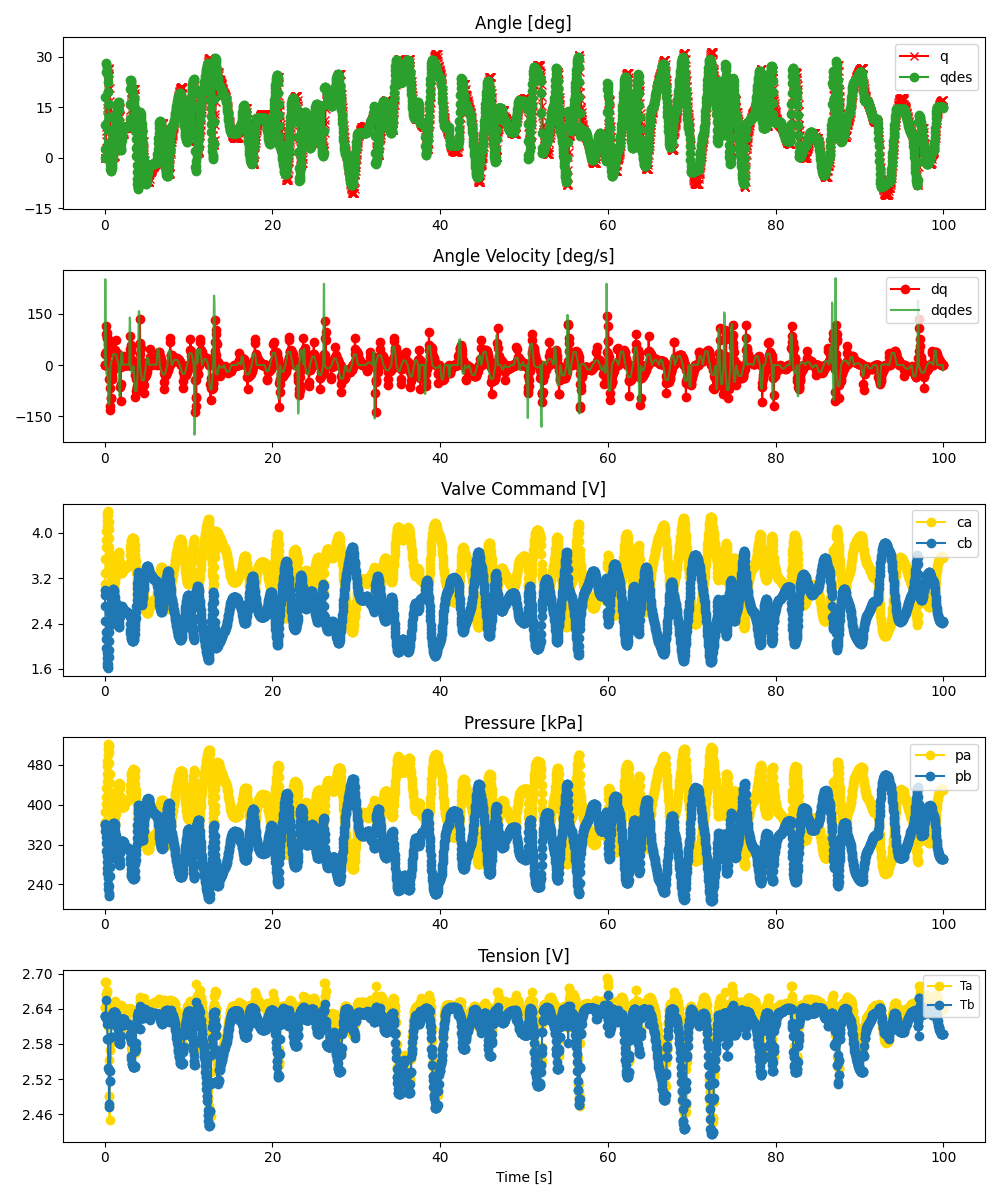 Angle [deg]
30
15
0
−15
q
qdes
0 20 40 60 80 100
Angle Velocity [deg/s]
150
0
−150
dq
dqdes
0 20 40 60 80 100
Valve Command [V]
4.0
3.2
2.4
1.6
ca
cb
0 20 40 60 80 100
Pressure [kPa]
480
400
320
240
pa
pb
0 20 40 60 80 100
Tension [V]
2.70
2.64
2.58
2.52
2.46
Ta
Tb
0 20 40 60 80 100
Time [s]